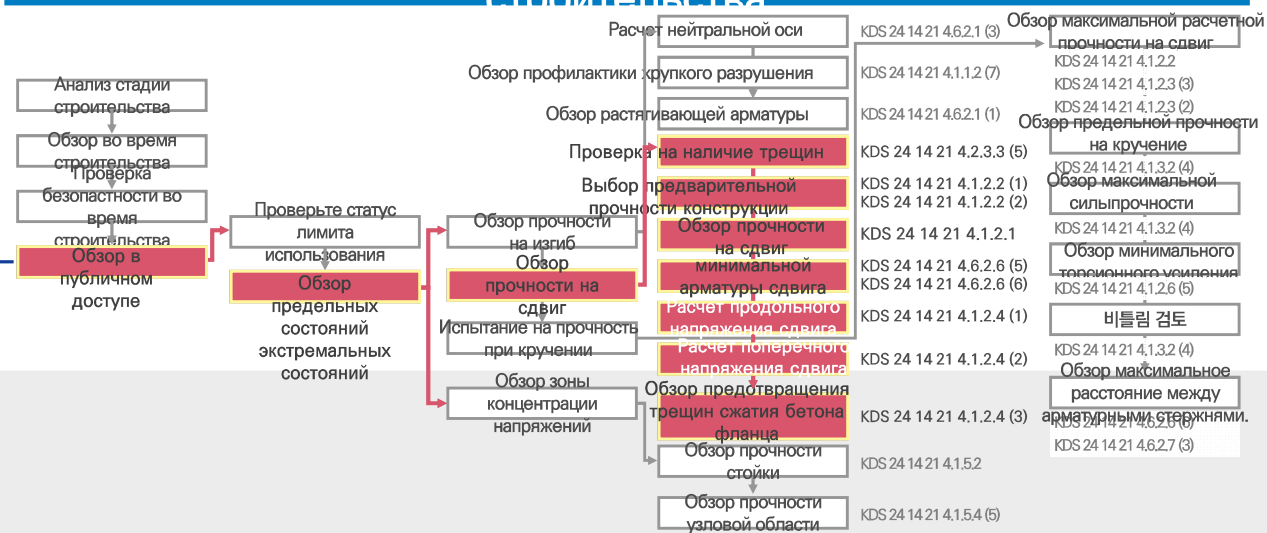 строительства
Анализ стадии
строительства
Обзор во время
строительства
Проверка
безопастности во
время
строительства
Обзор в
публичном
доступе
Проверьте статус
лимита
использования
Обзор
предельных
состояний
экстремальных
состояний
Обзор прочности
на изгиб
Обзор
прочности на
сдвиг
Испытание на прочность
при кручении
Обзор зоны
концентрации
напряжений
Расчет нейтральной оси
KDS 24 14 21 4.6.2.1 (3)
Обзор профилактики хрупкого разрушения
KDS 24 14 21 4.1.1.2 (7)
Обзор растягивающей арматуры
KDS 24 14 21 4.6.2.1 (1)
Проверка на наличие трещин
KDS 24 14 21 4.2.3.3 (5)
Выбор предварительной
прочности конструкции
KDS 24 14 21 4.1.2.2 (1)
KDS 24 14 21 4.1.2.2 (2)
Обзор прочности
на сдвиг
KDS 24 14 21 4.1.2.1
минимальной
арматуры сдвига
KDS 24 14 21 4.6.2.6 (5)
KDS 24 14 21 4.6.2.6 (6)
Расчет продольного
напряжения сдвига
KDS 24 14 21 4.1.2.4 (1)
Расчет поперечного
напряжения сдвига
KDS 24 14 21 4.1.2.4 (2)
Обзор предотвращения
трещин сжатия бетона
фланца
KDS 24 14 21 4.1.2.4 (3)
Обзор прочности
стойки
KDS 24 14 21 4.1.5.2
Обзор прочности
узловой области
KDS 24 14 21 4.1.5.4 (5)
Обзор максимальной расчетной
прочности на сдвиг
KDS 24 14 21 4.1.2.2
KDS 24 14 21 4.1.2.3 (3)
KDS 24 14 21 4.1.2.3 (2)
Обзор предельной прочности
на кручение
KDS 24 14 21 4.1.3.2 (4)
Обзор максимальной
силыпрочности
KDS 24 14 21 4.1.3.2 (4)
Обзор минимального
торсионного усиления
KDS 24 14 21 4.1.2.6 (5)
비틀림 검토
KDS 24 14 21 4.1.3.2 (4)
Обзор максимальное
расстояние между
арматурными стержнями.
KDS 24 14 21 4.6.2.6 (6)
KDS 24 14 21 4.6.2.7 (3)